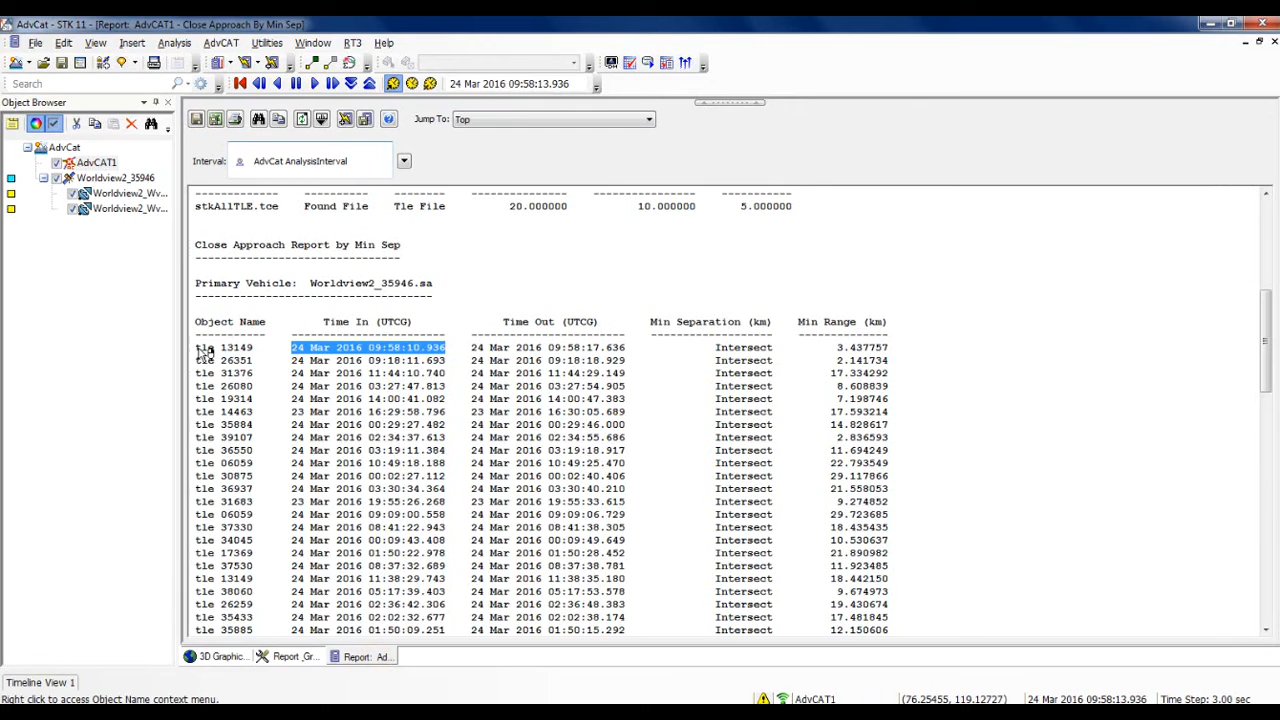 AdvCat - STK 11 - [Report: AdvCAT1 - Close Approach By Min Sep]
File Edit View Insert Analysis AdvCAT Utilities Window RT3 Help
Search 24 Mar 2016 09:58:13.936
Object Browser
Jump To: Top
AdvCat
AdvCAT1
Worldview2_35946
Worldview2_Wv...
Worldview2_Wv...
Interval: AdvCat AnalysisInterval
stkAllTLE.tce Found File Tle File 20.000000 10.000000 5.000000
Close Approach Report by Min Sep
Primary Vehicle: Worldview2_35946.sa
Object Name Time In (UTCG) Time Out (UTCG) Min Separation (km) Min Range (km)
tle 13149 24 Mar 2016 09:58:10.936 24 Mar 2016 09:58:17.636 Intersect 3.437757
tle 26351 24 Mar 2016 09:18:11.693 24 Mar 2016 09:18:18.929 Intersect 2.141734
tle 31376 24 Mar 2016 11:44:10.740 24 Mar 2016 11:44:29.149 Intersect 17.334292
tle 26080 24 Mar 2016 03:27:47.813 24 Mar 2016 03:27:54.905 Intersect 8.608839
tle 19314 24 Mar 2016 14:00:41.082 24 Mar 2016 14:00:47.383 Intersect 7.198746
tle 14463 23 Mar 2016 16:29:58.796 23 Mar 2016 16:30:05.689 Intersect 17.593214
tle 35884 24 Mar 2016 00:29:27.482 24 Mar 2016 00:29:46.000 Intersect 14.828617
tle 39107 24 Mar 2016 02:34:37.613 24 Mar 2016 02:34:55.686 Intersect 2.836593
tle 36550 24 Mar 2016 03:19:11.384 24 Mar 2016 03:19:18.917 Intersect 11.694249
tle 06059 24 Mar 2016 10:49:18.188 24 Mar 2016 10:49:25.470 Intersect 22.793549
tle 30875 24 Mar 2016 00:02:27.112 24 Mar 2016 00:02:40.406 Intersect 29.117866
tle 36937 24 Mar 2016 03:30:34.364 24 Mar 2016 03:30:40.210 Intersect 21.558053
tle 31683 23 Mar 2016 19:55:26.268 23 Mar 2016 19:55:33.615 Intersect 9.274852
tle 06059 24 Mar 2016 09:09:00.558 24 Mar 2016 09:09:06.729 Intersect 29.723685
tle 37330 24 Mar 2016 08:41:22.943 24 Mar 2016 08:41:38.305 Intersect 18.435435
tle 34045 24 Mar 2016 00:09:43.408 24 Mar 2016 00:09:49.649 Intersect 10.530637
tle 17369 24 Mar 2016 01:50:22.978 24 Mar 2016 01:50:28.452 Intersect 21.890982
tle 37530 24 Mar 2016 08:37:32.689 24 Mar 2016 08:37:38.781 Intersect 11.923485
tle 13149 24 Mar 2016 11:38:29.743 24 Mar 2016 11:38:35.180 Intersect 18.442150
tle 38060 24 Mar 2016 05:17:39.403 24 Mar 2016 05:17:53.578 Intersect 9.674973
tle 26259 24 Mar 2016 02:36:42.306 24 Mar 2016 02:36:48.383 Intersect 19.430674
tle 35433 24 Mar 2016 02:02:32.677 24 Mar 2016 02:02:38.174 Intersect 17.481845
tle 35885 24 Mar 2016 01:50:09.251 24 Mar 2016 01:50:15.292 Intersect 12.150606
3D Graphic... Report_Gr... Report: Ad...
Timeline View 1
Right click to access Object Name context menu. AdvCAT1 (76.25455, 119.12727) 24 Mar 2016 09:58:13.936 Time Step: 3.00 sec